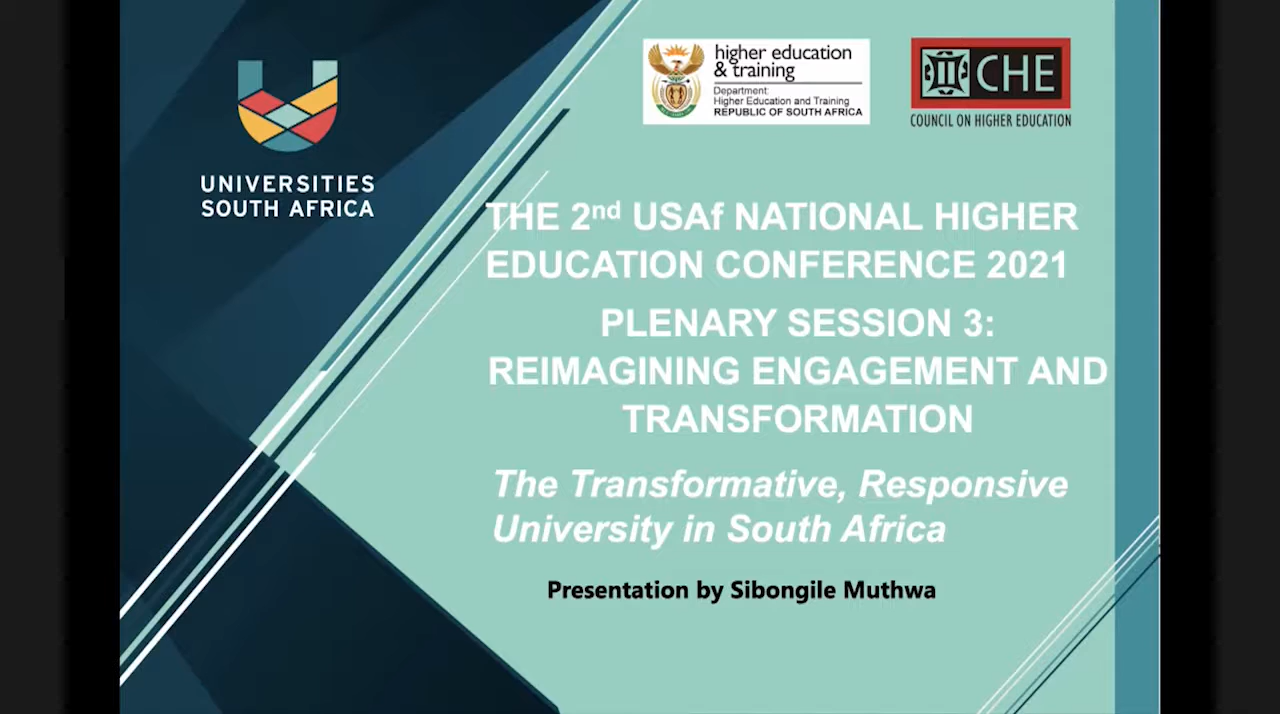 UNIVERSITIES
SOUTH AFRICA
higher education
& training
Department:
Higher Education and Training
REPUBLIC OF SOUTH AFRICA
CHE
COUNCIL ON HIGHER EDUCATION
THE 2nd USAf NATIONAL HIGHER
EDUCATION CONFERENCE 2021
PLENARY SESSION 3:
REIMAGINING ENGAGEMENT AND
TRANSFORMATION
The Transformative, Responsive
University in South Africa
Presentation by Sibongile Muthwa